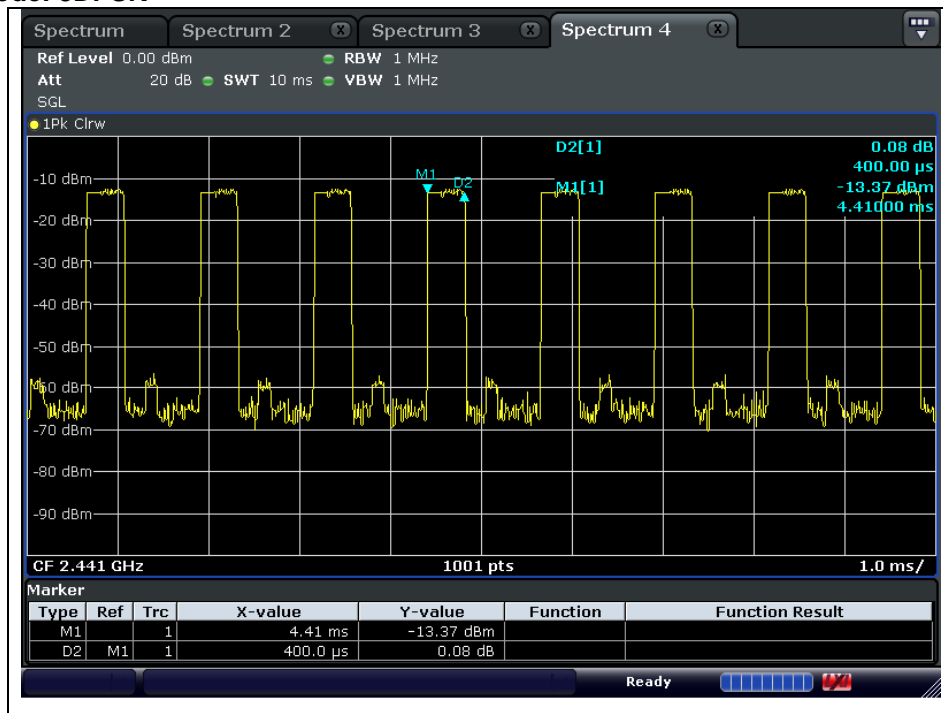 Spectrum Spectrum 2 X Spectrum 3 X Spectrum 4 X
Ref Level 0.00 dBm RBW 1 MHz
Att 20 dB SWT 10 ms VBW 1 MHz
SGL
1Pk Clrw
D2[1] 0.08 dB
400.00 µs
M1[1] -13.37 dBm
4.41000 ms
M1
D2
-10 dBm
-20 dBm
-30 dBm
-40 dBm
-50 dBm
-60 dBm
-70 dBm
-80 dBm
-90 dBm
CF 2.441 GHz 1001 pts 1.0 ms/
Marker
Type Ref Trc X-value Y-value Function Function Result
M1 1 4.41 ms -13.37 dBm
D2 M1 1 400.0 µs 0.08 dB
Ready